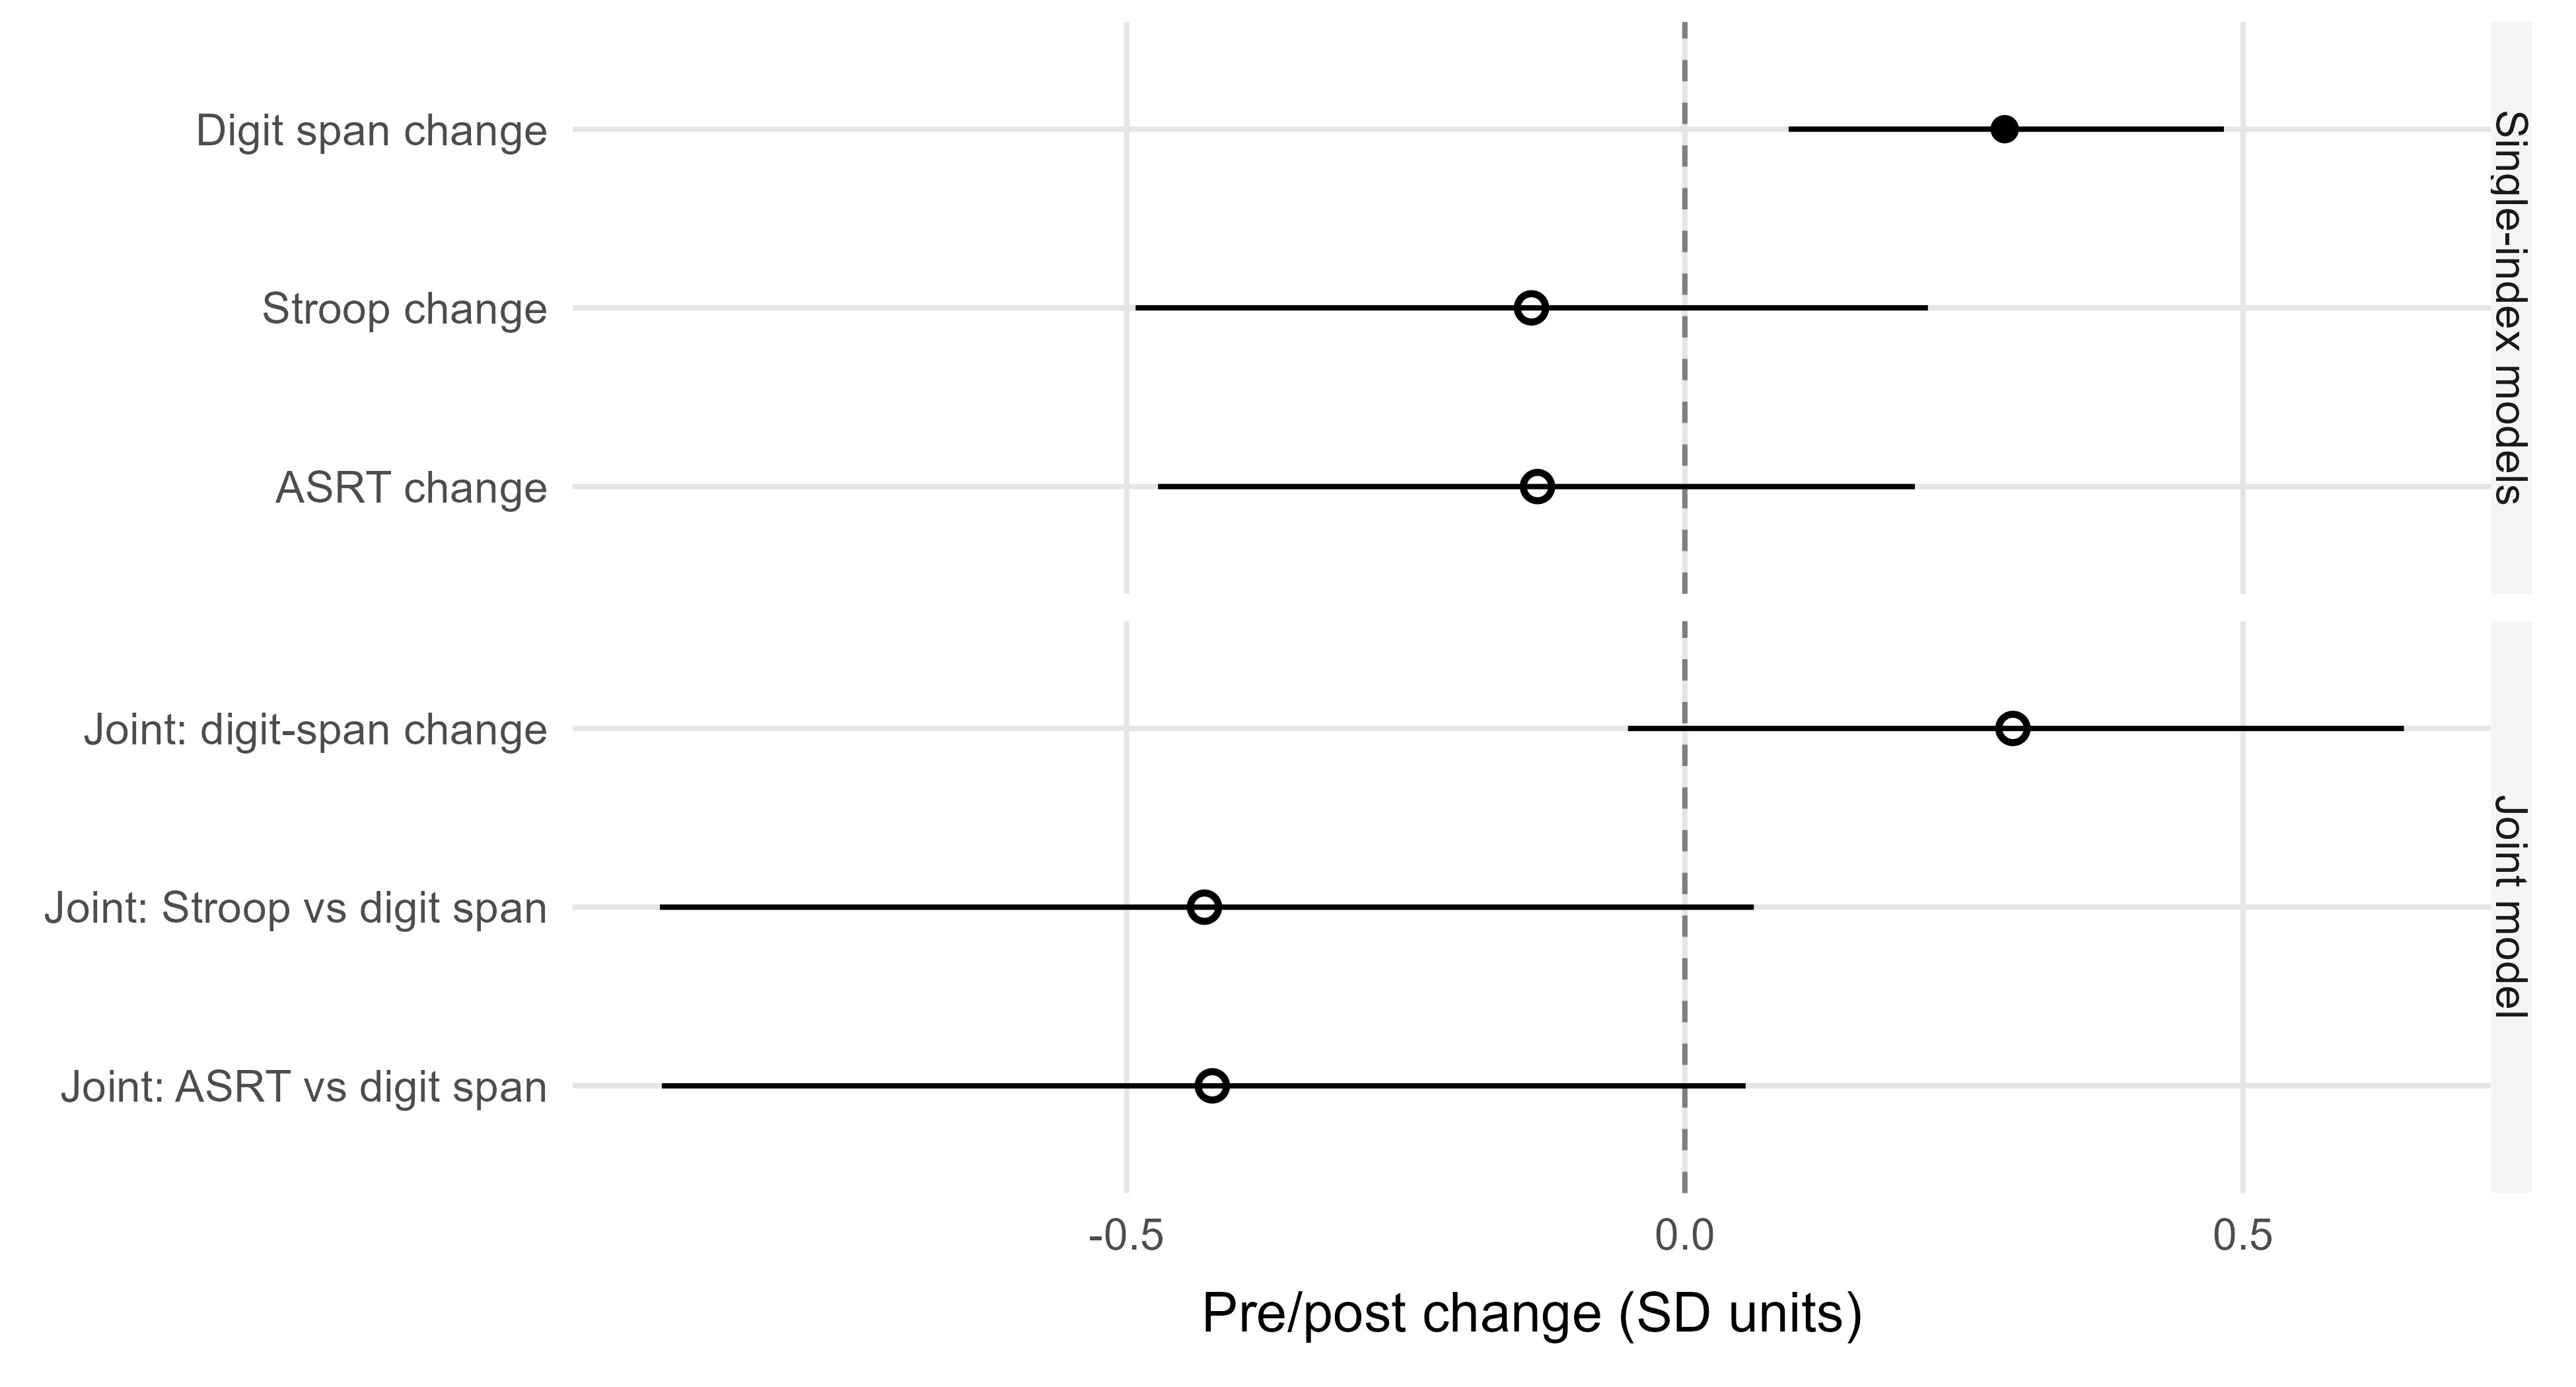 Digit span change
Stroop change
ASRT change
Single-index models
Joint: digit-span change
Joint: Stroop vs digit span
Joint: ASRT vs digit span
Joint model
-0.5 0.0 0.5
Pre/post change (SD units)